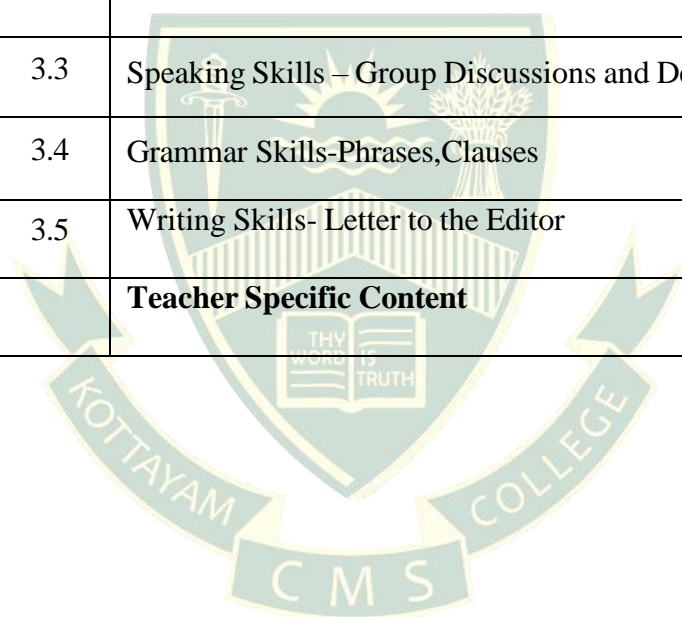 3.3 Speaking Skills – Group Discussions and
3.4 Grammar Skills-Phrases,Clauses
3.5 Writing Skills- Letter to the Editor
Teacher Specific Content
THY
WORD IS
TRUTH
KOTTAYAM
COLLEGE
CMS